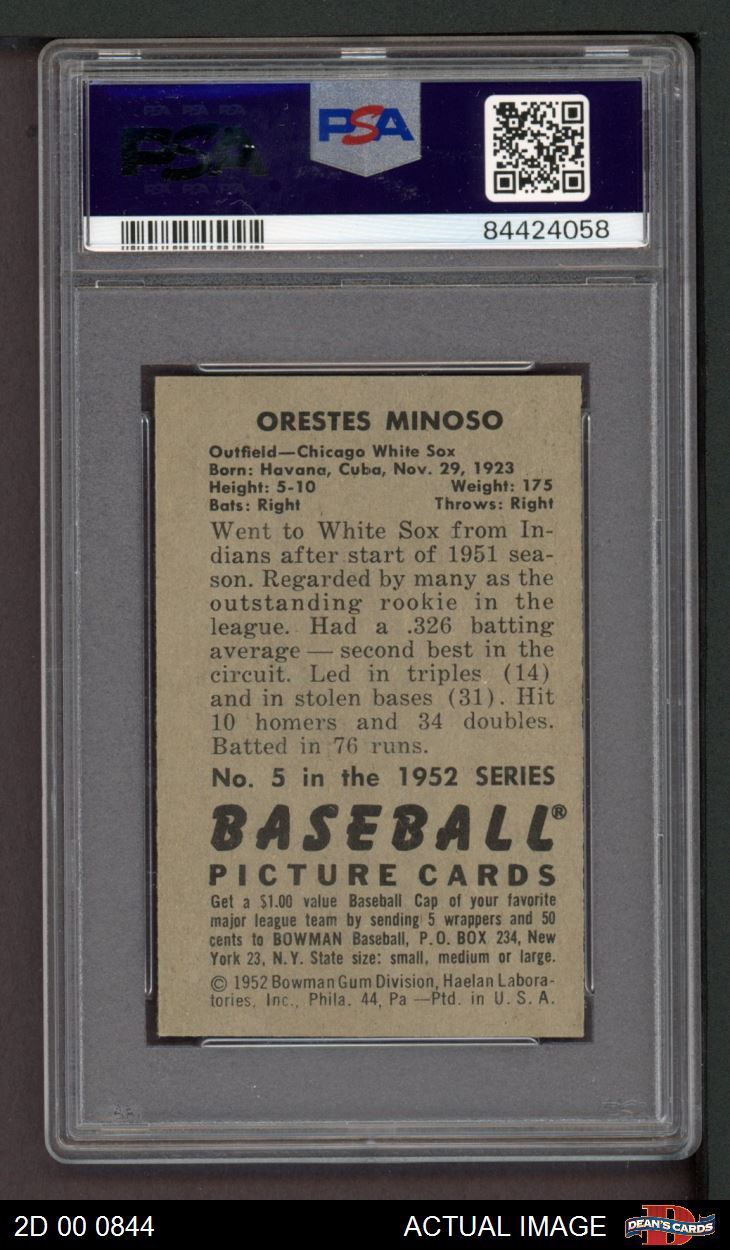 PSA PSA PSA
PSA
PSA PSA PSA
PSA
84424058
ORESTES MINOSO
Outfield—Chicago White Sox
Born: Havana, Cuba, Nov. 29, 1923
Height: 5-10 Weight: 175
Bats: Right Throws: Right
Went to White Sox from In-
dians after start of 1951 sea-
son. Regarded by many as the
outstanding rookie in the
league. Had a .326 batting
average — second best in the
circuit. Led in triples (14)
and in stolen bases (31). Hit
10 homers and 34 doubles.
Batted in 76 runs.
No. 5 in the 1952 SERIES
BASEBALL®
PICTURE CARDS
Get a $1.00 value Baseball Cap of your favorite
major league team by sending 5 wrappers and 50
cents to BOWMAN Baseball, P.O. BOX 234, New
York 23, N.Y. State size: small, medium or large.
© 1952 Bowman Gum Division, Haelan Labora-
tories, Inc., Phila. 44, Pa —Ptd. in U. S. A.
2D 00 0844 ACTUAL IMAGE DEAN'S CARDS